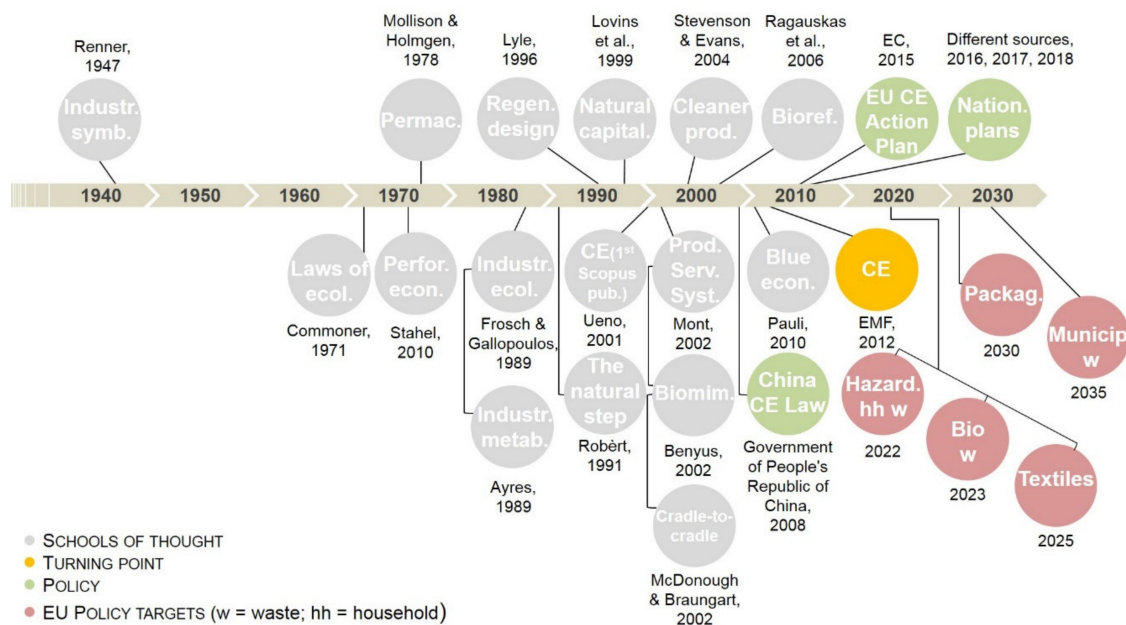 Renner,
1947
Industr.
symb.
Mollison &
Holmgen,
1978
Permac.
Lyle,
1996
Regen.
design
Lovins
et al.,
1999
Natural
capital.
Stevenson
& Evans,
2004
Cleaner
prod.
Ragauskas
et al.,
2006
Bioref.
EC,
2015
EU CE
Action
Plan
Different sources,
2016, 2017, 2018
Nation.
plans
1940 1950 1960 1970 1980 1990 2000 2010 2020 2030
Laws of
ecol.
Commoner,
1971
Perfor.
econ.
Stahel,
2010
Industr.
ecol.
Frosch &
Gallopoulos,
1989
Industr.
metab.
Ayres,
1989
CE(1st
Scopus
pub.)
Ueno,
2001
The
natural
step
Robèrt,
1991
Prod.
Serv.
Syst.
Mont,
2002
Biomim.
Benyus,
2002
Cradle-to-
cradle
McDonough
& Braungart,
2002
Blue
econ.
Pauli,
2010
China
CE Law
Government
of People's
Republic of
China,
2008
CE
EMF,
2012
Hazard.
hh w
2022
Bio
w
2023
Textiles
2025
Packag.
2030
Municip
w
2035
SCHOOLS OF THOUGHT
TURNING POINT
POLICY
EU POLICY TARGETS (w = waste; hh = household)